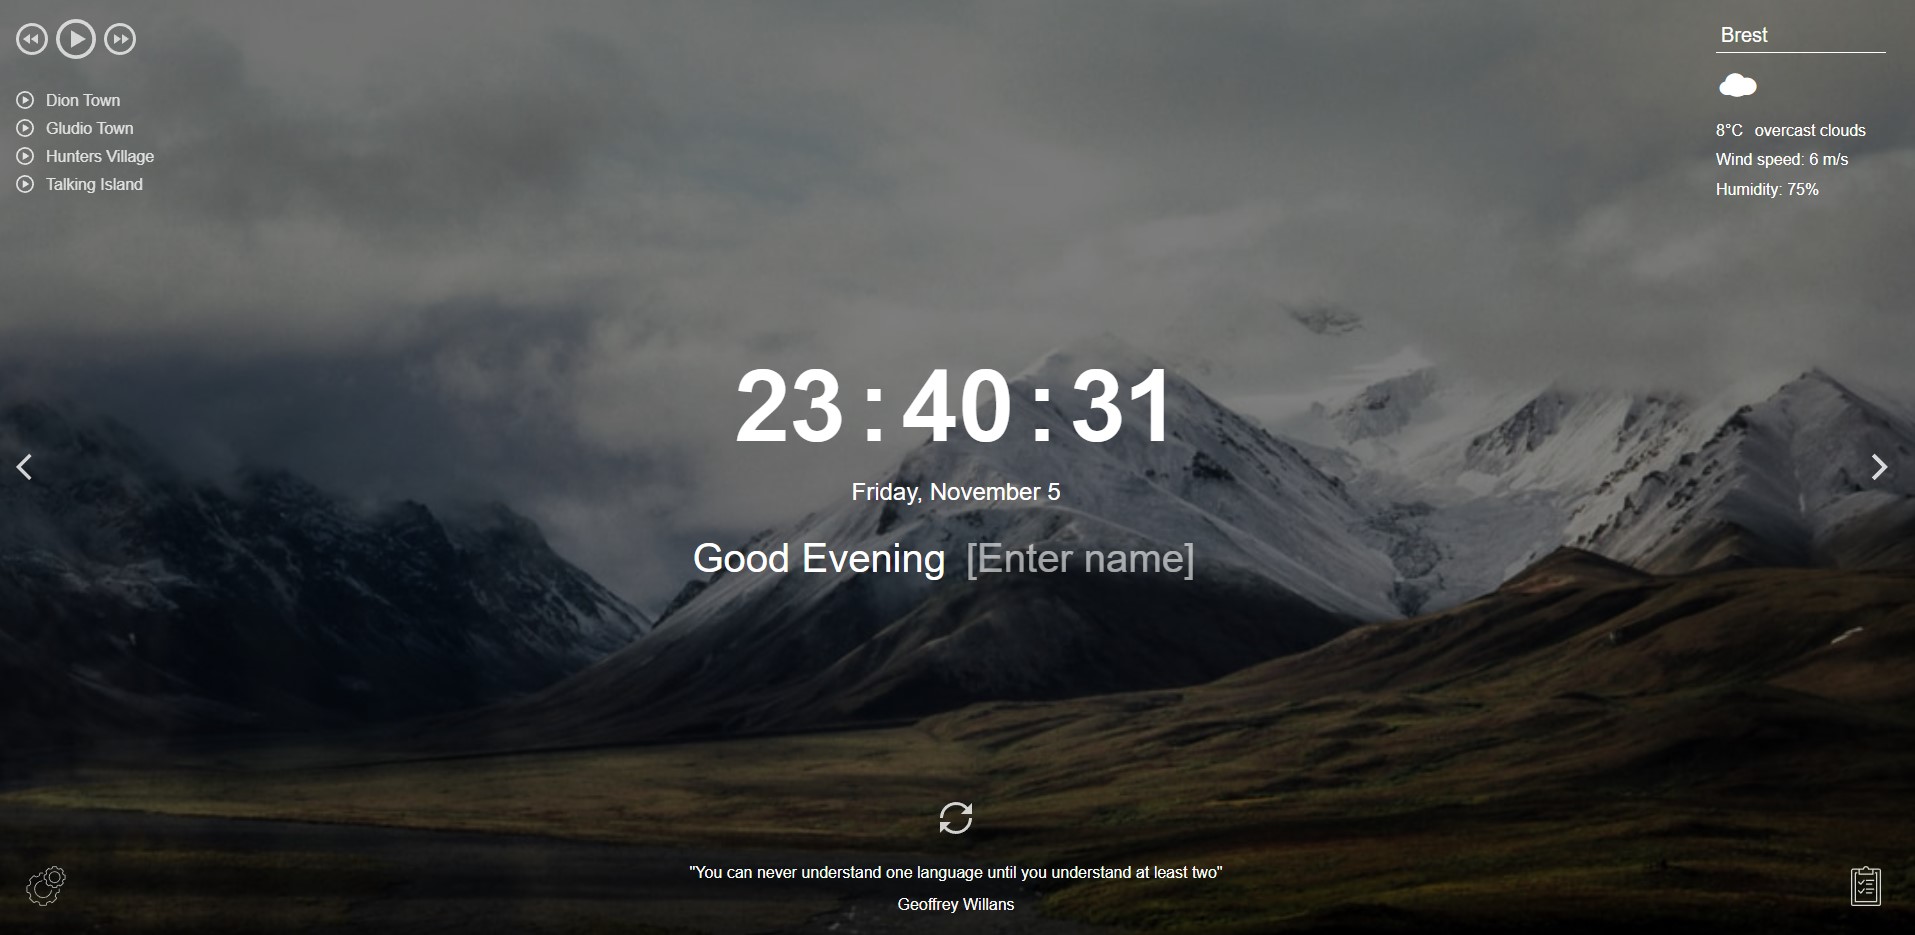 Dion Town
Gludio Town
Hunters Village
Talking Island
Brest
8°C overcast clouds
Wind speed: 6 m/s
Humidity: 75%
23:40:31
Friday, November 5
Good Evening [Enter name]
"You can never understand one language until you understand at least two"
Geoffrey Willans